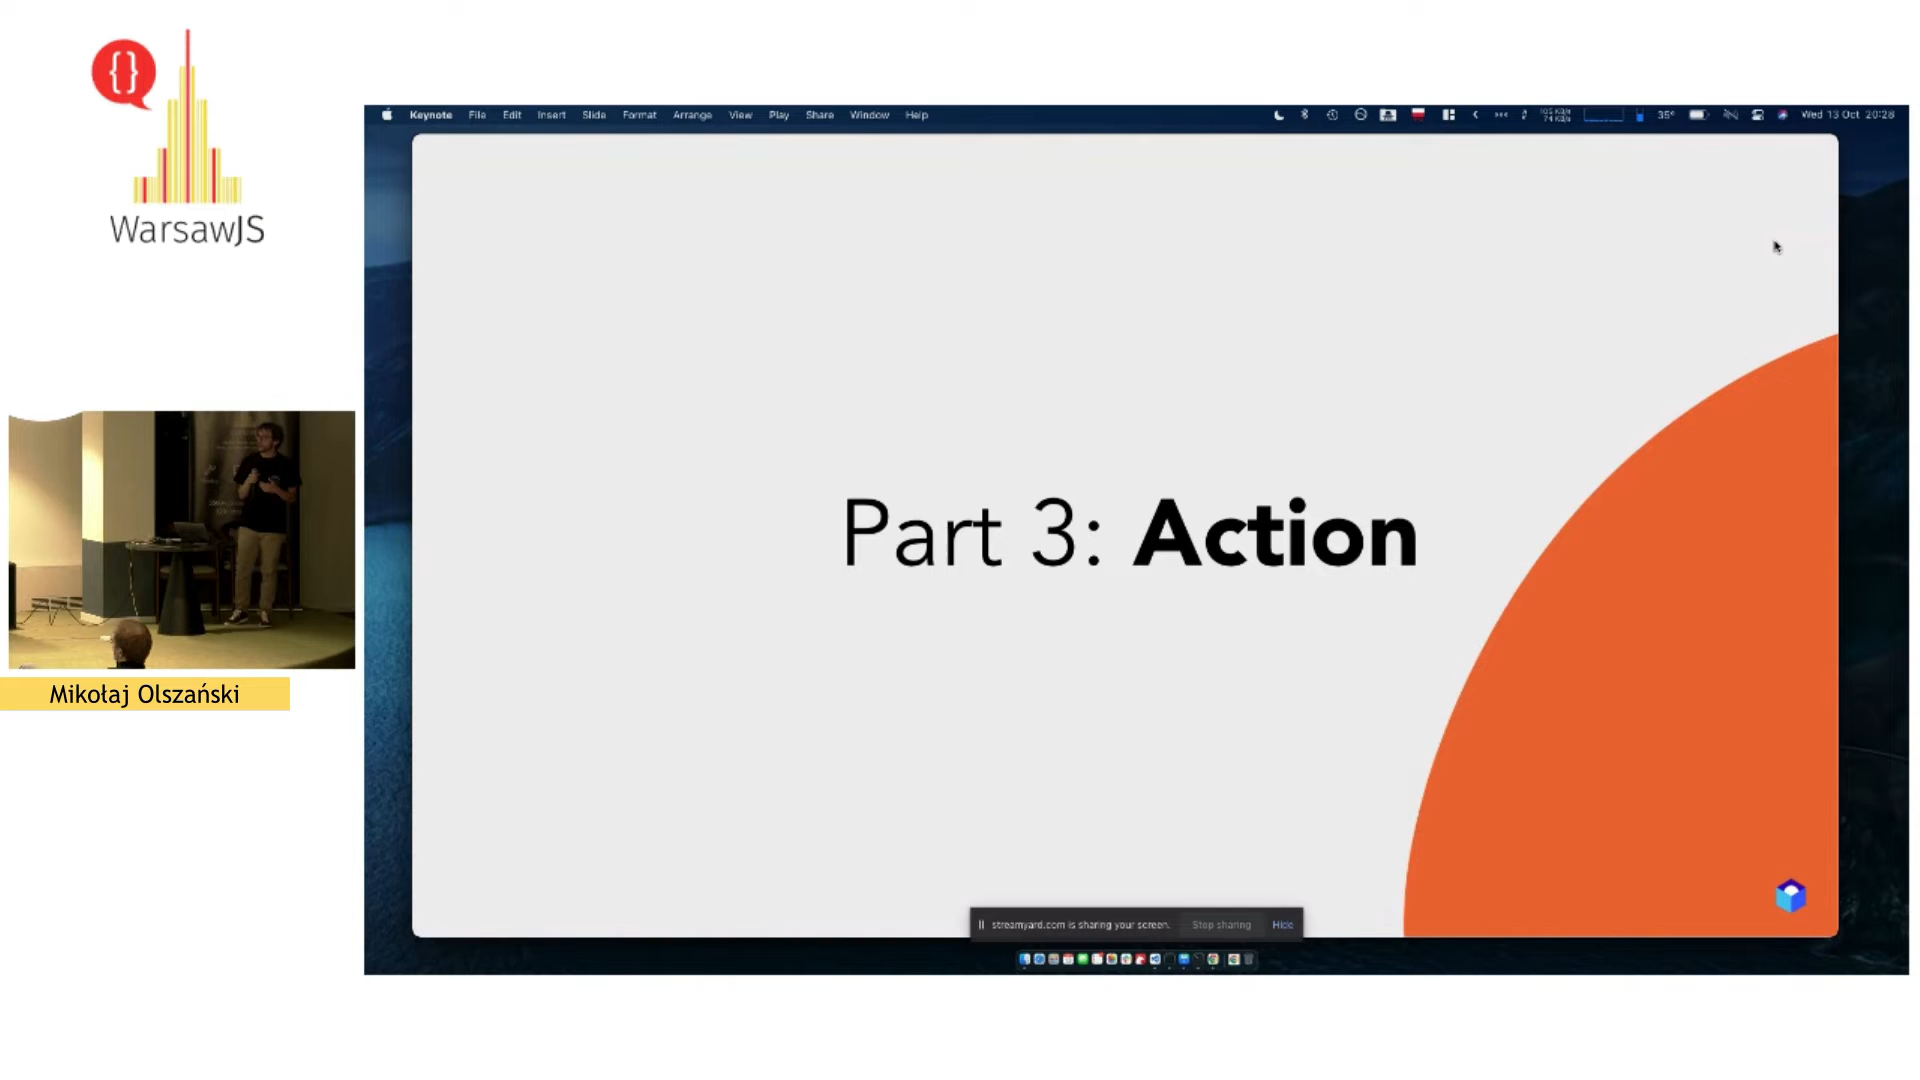 {}
WarsawJS
Keynote File Edit Insert Slide Format Arrange View Play Share Window Help
35° Wed 13 Oct 20:28
Part 3: Action
Mikołaj Olszański
streamyard.com is sharing your screen. Stop sharing Hide